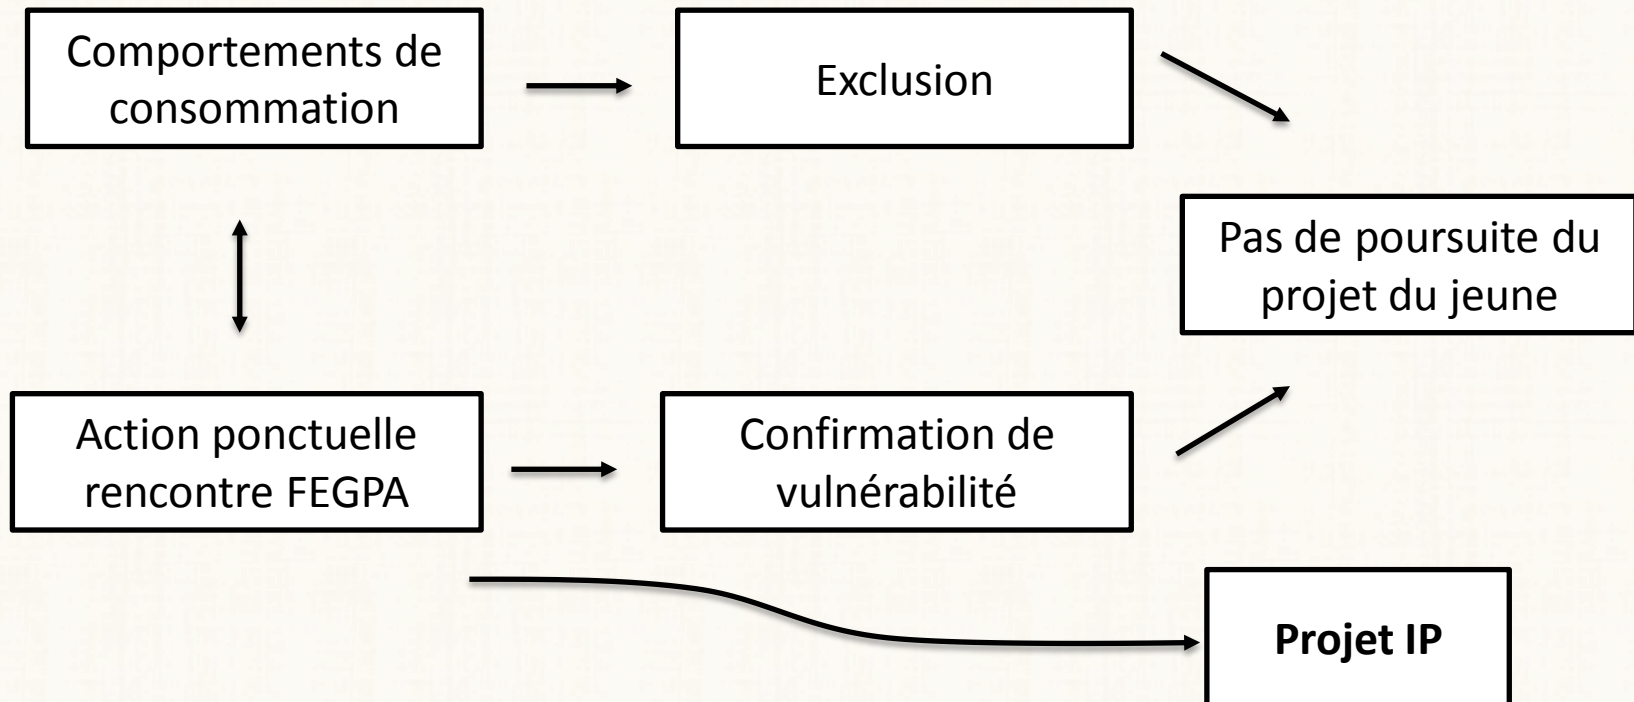 Comportements de
consommation
Exclusion
Pas de poursuite du
projet du jeune
Action ponctuelle
rencontre FEGPA
Confirmation de
vulnérabilité
Projet IP